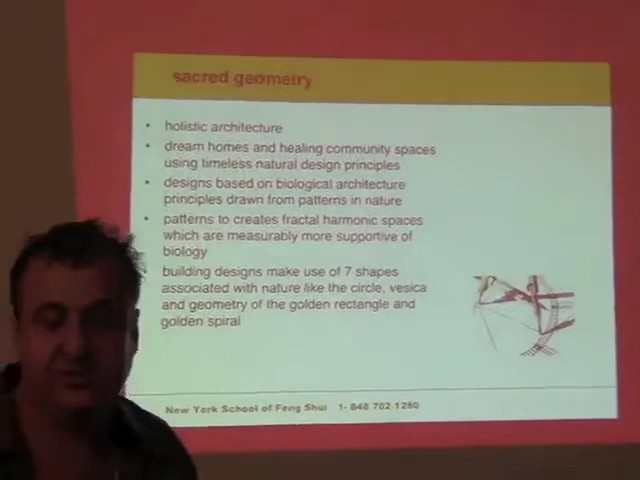 sacred geometry
• holistic architecture
• dream homes and healing community spaces
using timeless natural design principles
• designs based on biological architecture
principles drawn from patterns in nature
• patterns to creates fractal harmonic spaces
which are measurably more supportive of
biology
building designs make use of 7 shapes
associated with nature like the circle, vesica
and geometry of the golden rectangle and
golden spiral
New York School of Feng Shui 1- 848 702 1280